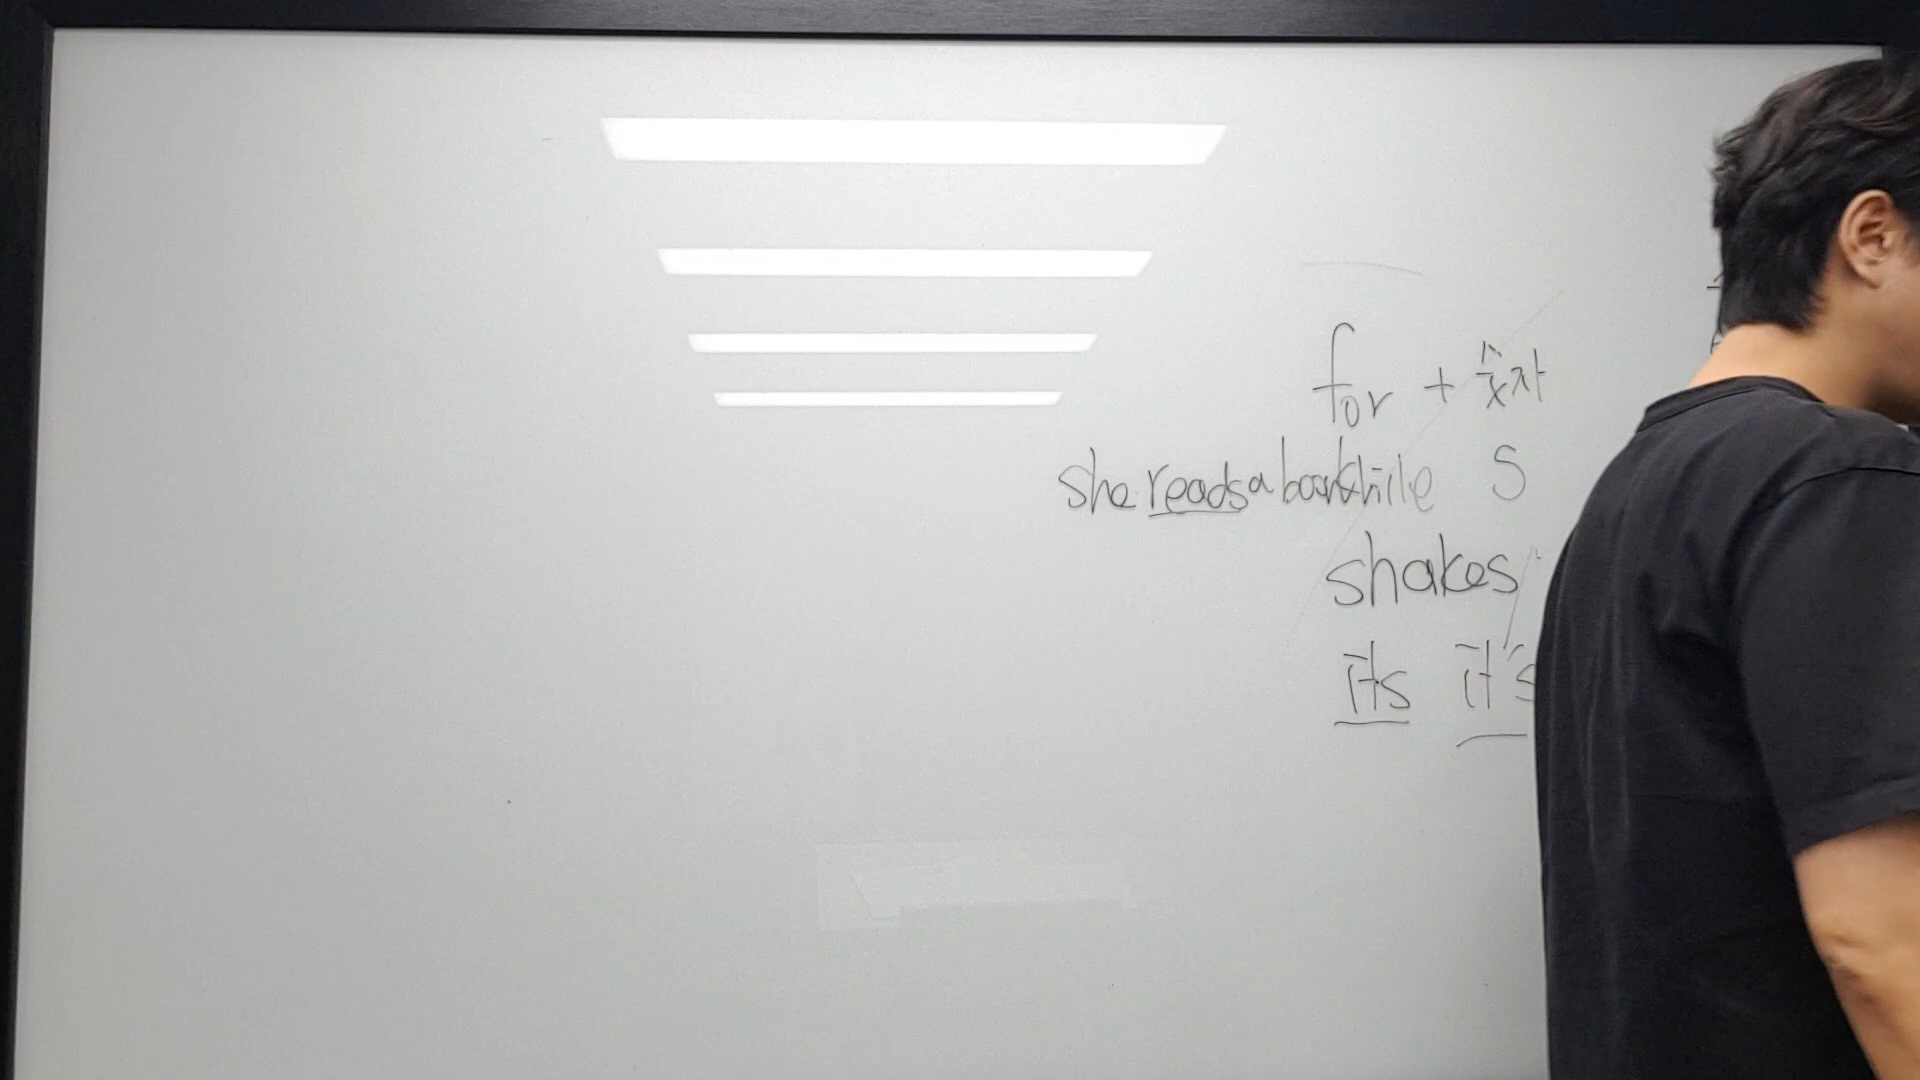 for + 숫자
she reads a book while S
shakes
its it's